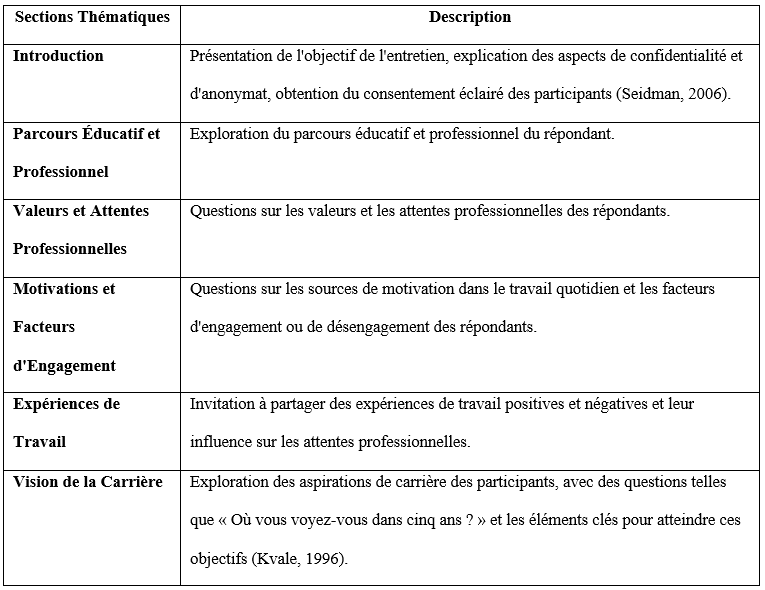 Sections Thématiques Description
Introduction Présentation de l'objectif de l'entretien, explication des aspects de confidentialité et
d'anonymat, obtention du consentement éclairé des participants (Seidman, 2006).
Parcours Éducatif et Exploration du parcours éducatif et professionnel du répondant.
Professionnel
Valeurs et Attentes Questions sur les valeurs et les attentes professionnelles des répondants.
Professionnelles
Motivations et Questions sur les sources de motivation dans le travail quotidien et les facteurs
Facteurs d'engagement ou de désengagement des répondants.
d'Engagement
Expériences de Invitation à partager des expériences de travail positives et négatives et leur
Travail influence sur les attentes professionnelles.
Vision de la Carrière Exploration des aspirations de carrière des participants, avec des questions telles
que « Où vous voyez-vous dans cinq ans ? » et les éléments clés pour atteindre ces
objectifs (Kvale, 1996).